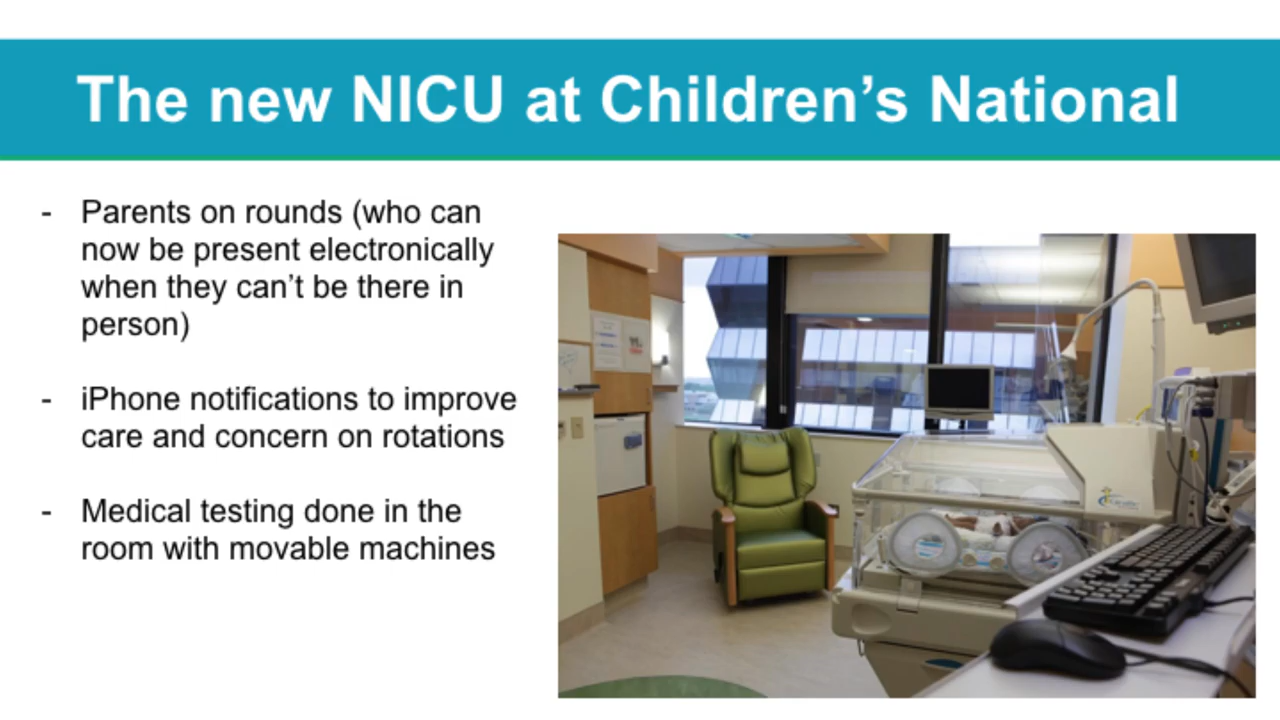 The new NICU at Children’s National
- Parents on rounds (who can
now be present electronically
when they can’t be there in
person)
- iPhone notifications to improve
care and concern on rotations
- Medical testing done in the
room with movable machines